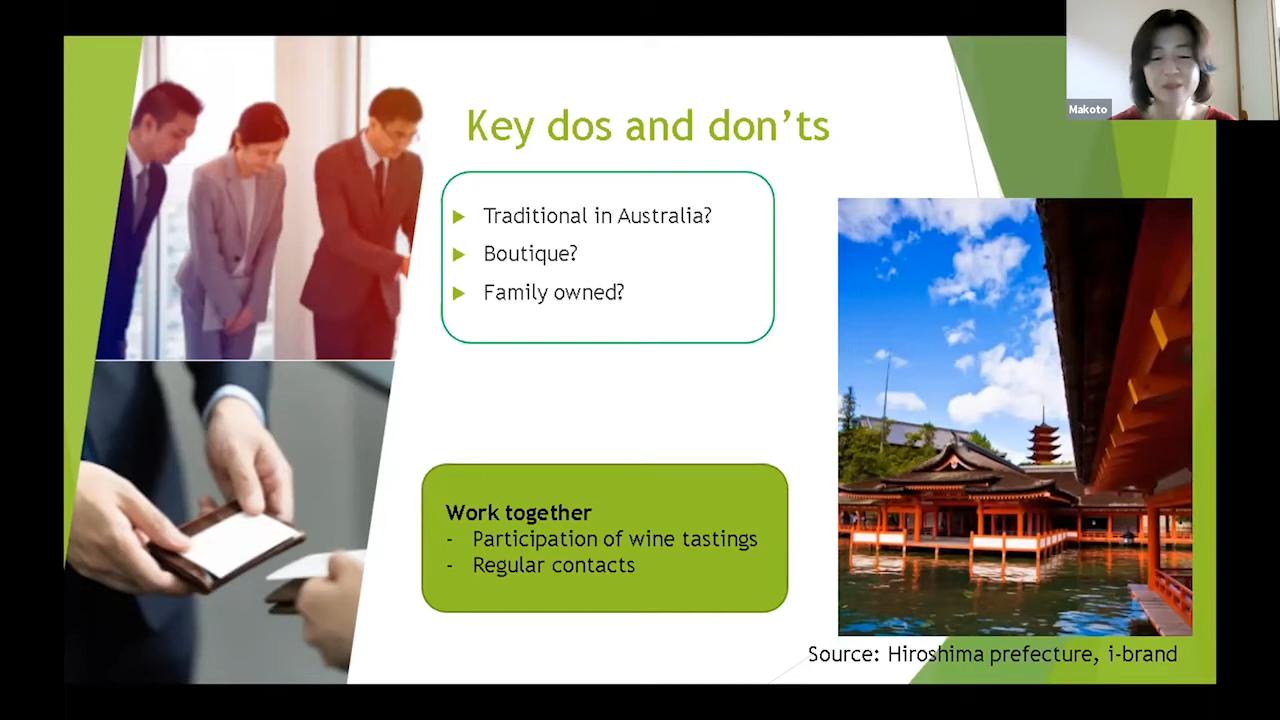 Makoto
Key dos and don’ts
Traditional in Australia?
Boutique?
Family owned?
Work together
- Participation of wine tastings
- Regular contacts
Source: Hiroshima prefecture, i-brand